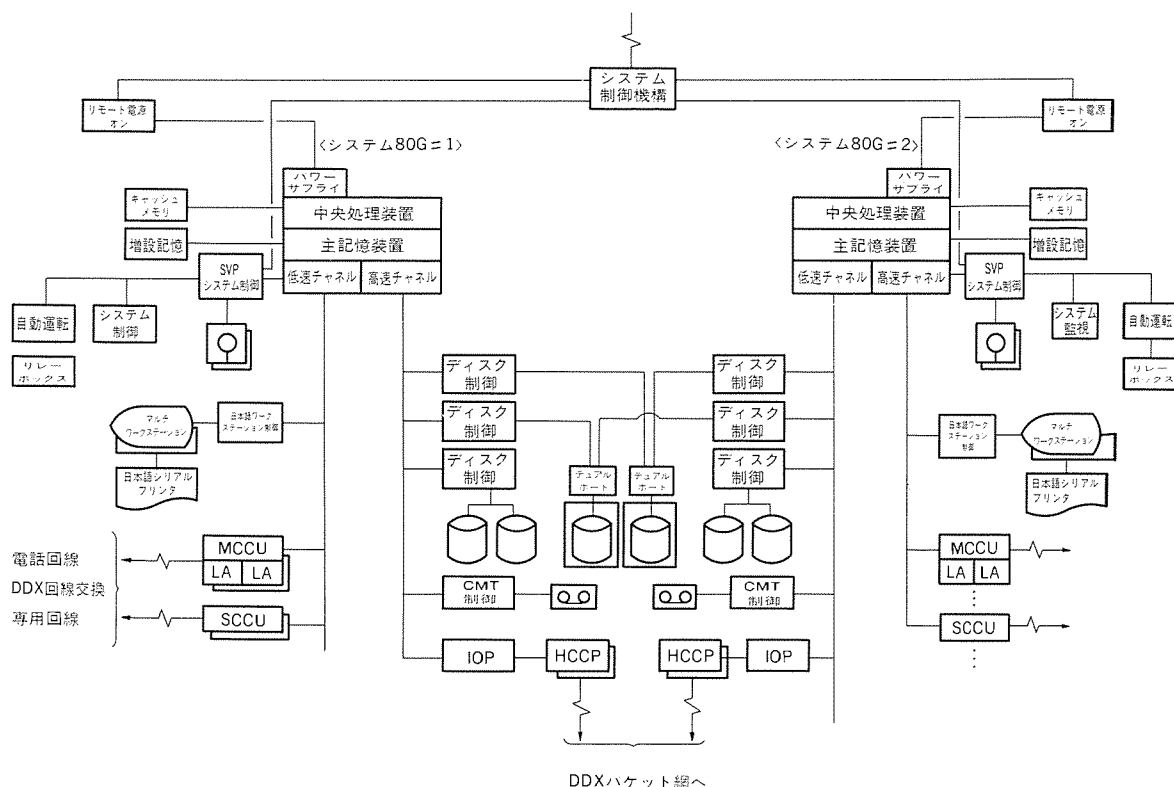 システム
制御機構
リモート電源
オン
リモート電源
オン
〈システム80G=1〉
〈システム80G=2〉
パワー
サプライ
パワー
サプライ
キャッシュ
メモリ
中央処理装置
中央処理装置
キャッシュ
メモリ
増設記憶
主記憶装置
主記憶装置
増設記憶
SVP
システム制御
低速チャネル
高速チャネル
低速チャネル
高速チャネル
SVP
システム制御
自動運転
システム
制御
システム
監視
自動運転
リレー
ボックス
リレー
ボックス
ディスク
制御
ディスク
制御
マルチ
ワークステーション
日本語ワーク
ステーション制御
ディスク
制御
ディスク
制御
日本語ワーク
ステーション
制御
マルチ
ワークステーション
日本語シリアル
プリンタ
ディスク
制御
デュアル
ポート
デュアル
ポート
ディスク
制御
日本語シリアル
プリンタ
電話回線
DDX回線交換
専用回線
MCCU
LA LA
SCCU
CMT
制御
CMT
制御
MCCU
LA LA
SCCU
IOP
HCCP
HCCP
IOP
DDXパケット網へ